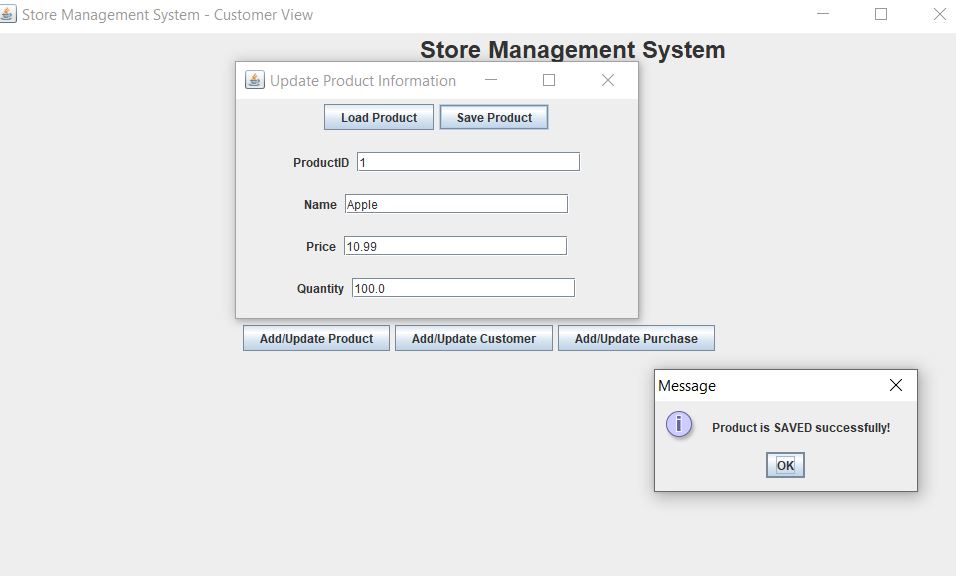 Store Management System - Customer View
Store Management System
Update Product Information
Load Product Save Product
ProductID 1
Name Apple
Price 10.99
Quantity 100.0
Add/Update Product Add/Update Customer Add/Update Purchase
Message
i Product is SAVED successfully!
OK